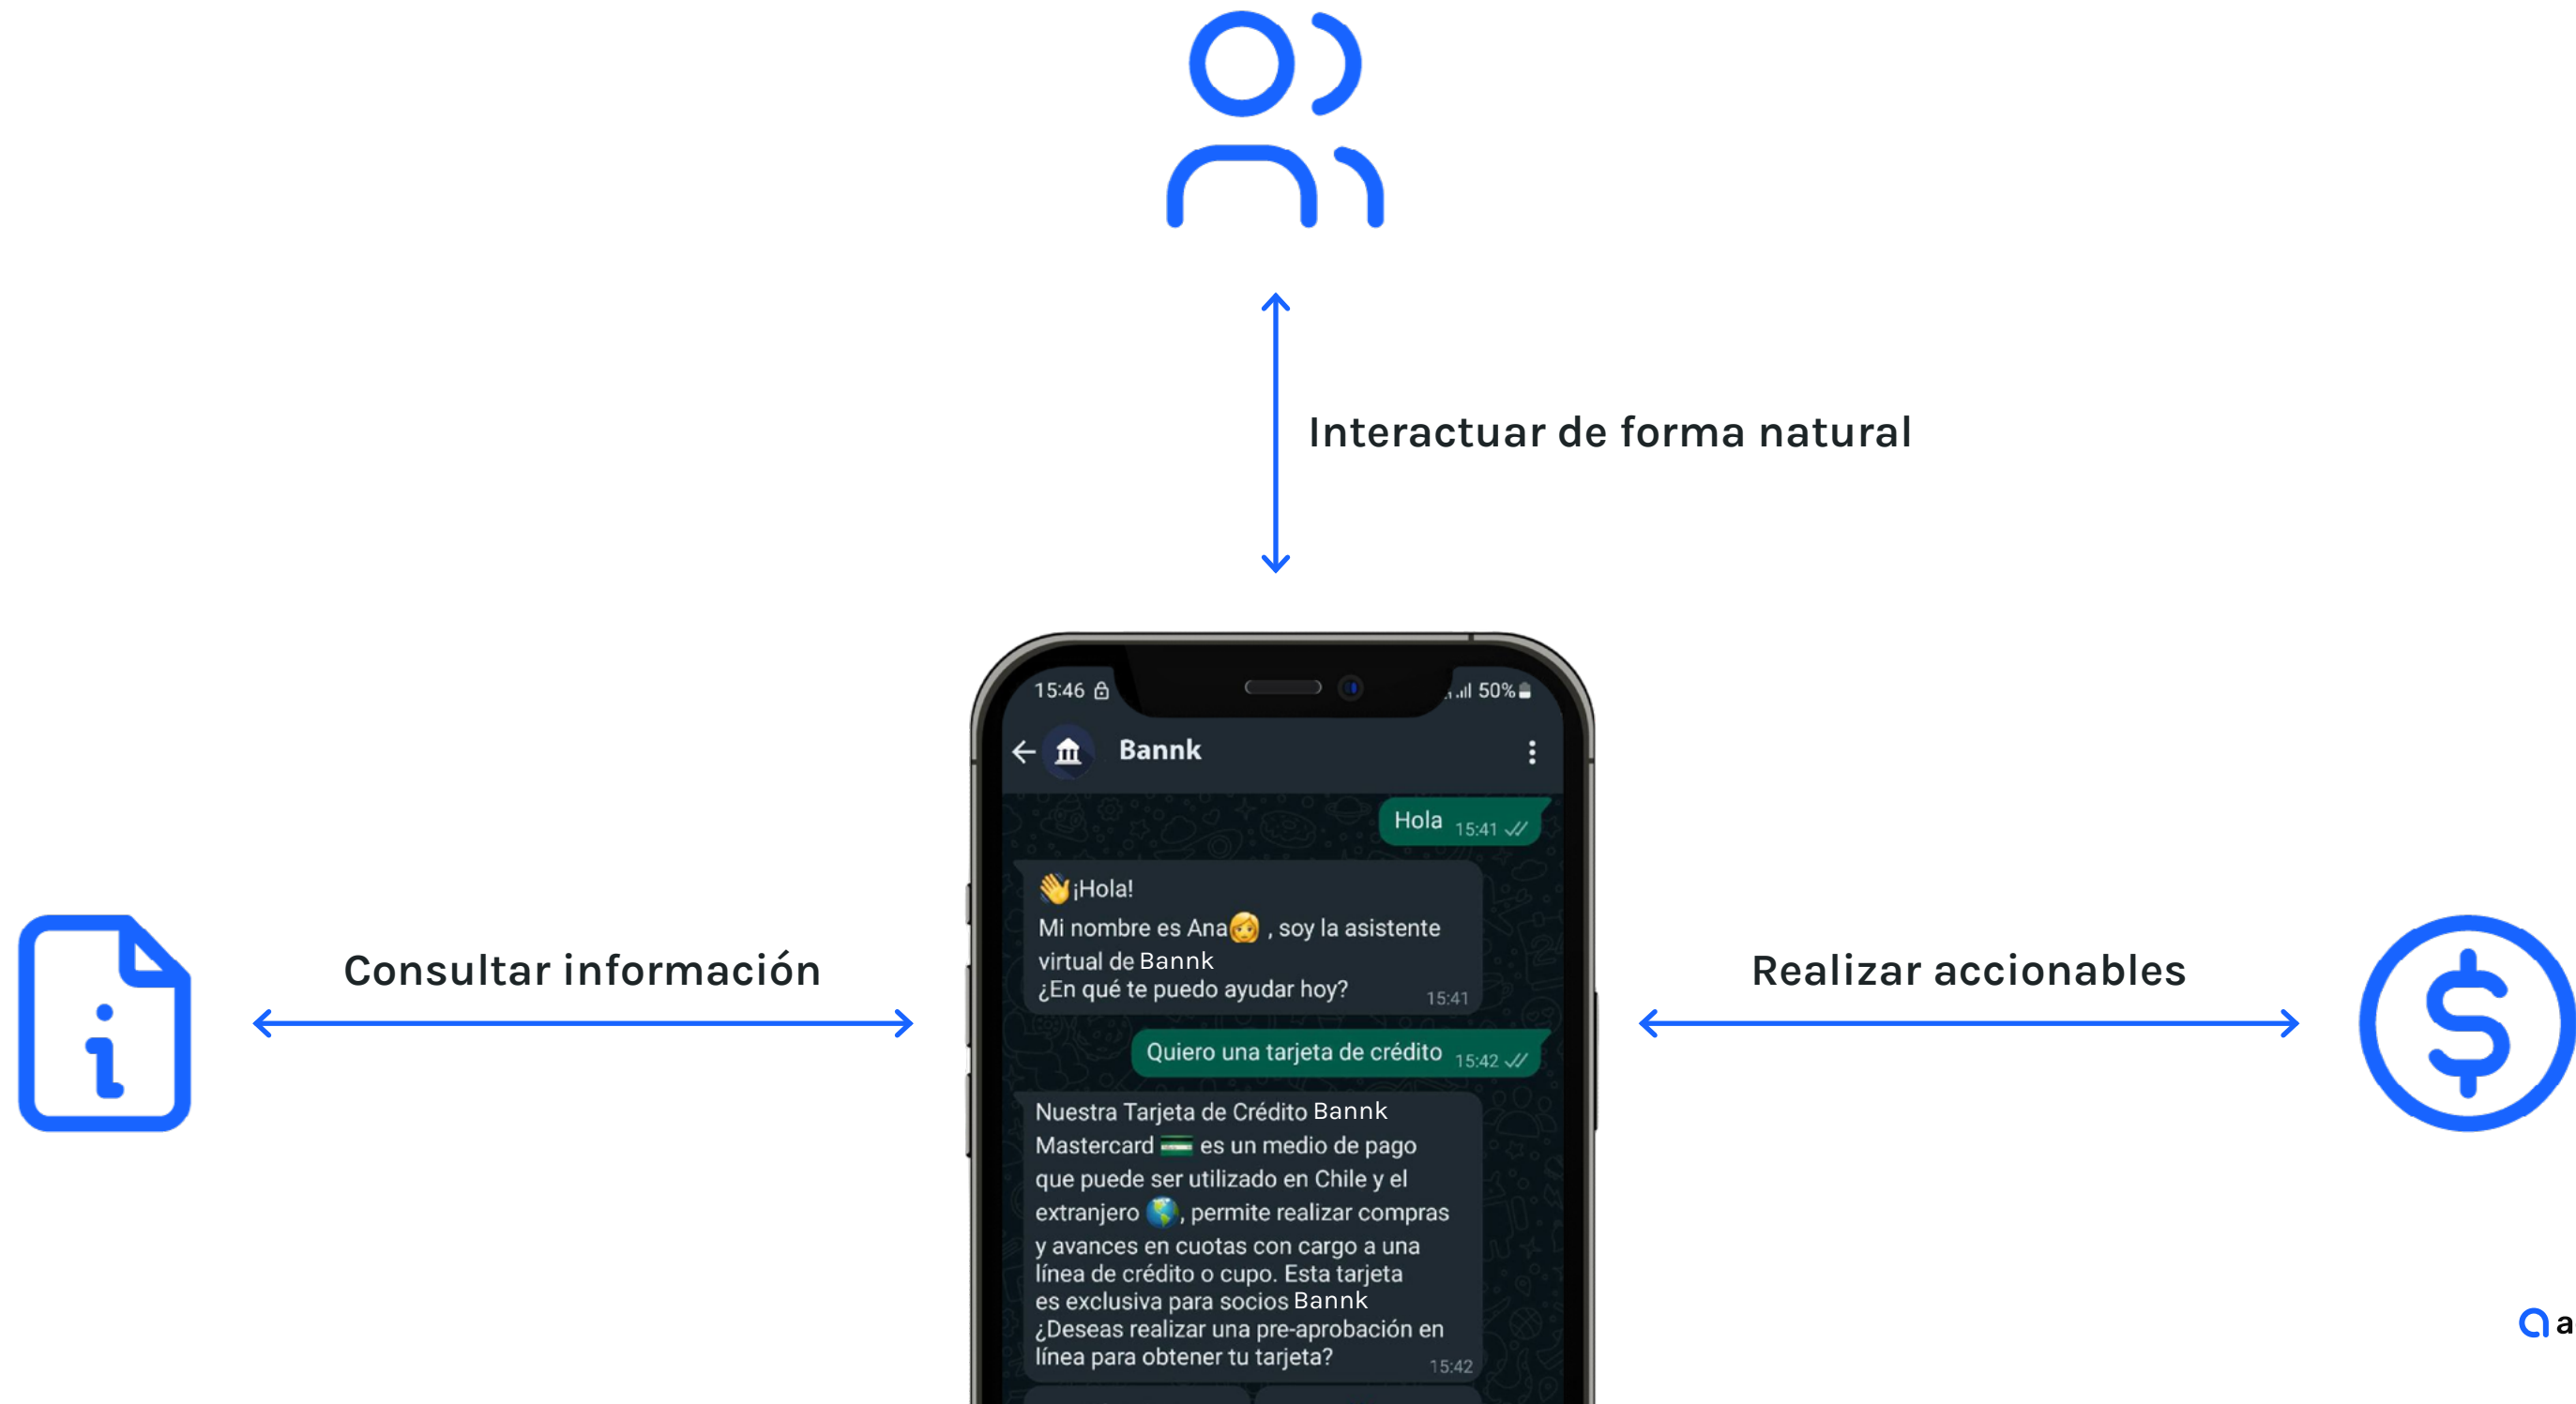 Interactuar de forma natural
15:46
50%
Bannk
Hola 15:41
👋¡Hola!
Mi nombre es Ana👩 , soy la asistente
virtual de Bannk
¿En qué te puedo ayudar hoy? 15:41
Consultar información
Realizar accionables
Quiero una tarjeta de crédito 15:42
Nuestra Tarjeta de Crédito Bannk
Mastercard 💳 es un medio de pago
que puede ser utilizado en Chile y el
extranjero 🌎, permite realizar compras
y avances en cuotas con cargo a una
línea de crédito o cupo. Esta tarjeta
es exclusiva para socios Bannk
¿Deseas realizar una pre-aprobación en
línea para obtener tu tarjeta? 15:42